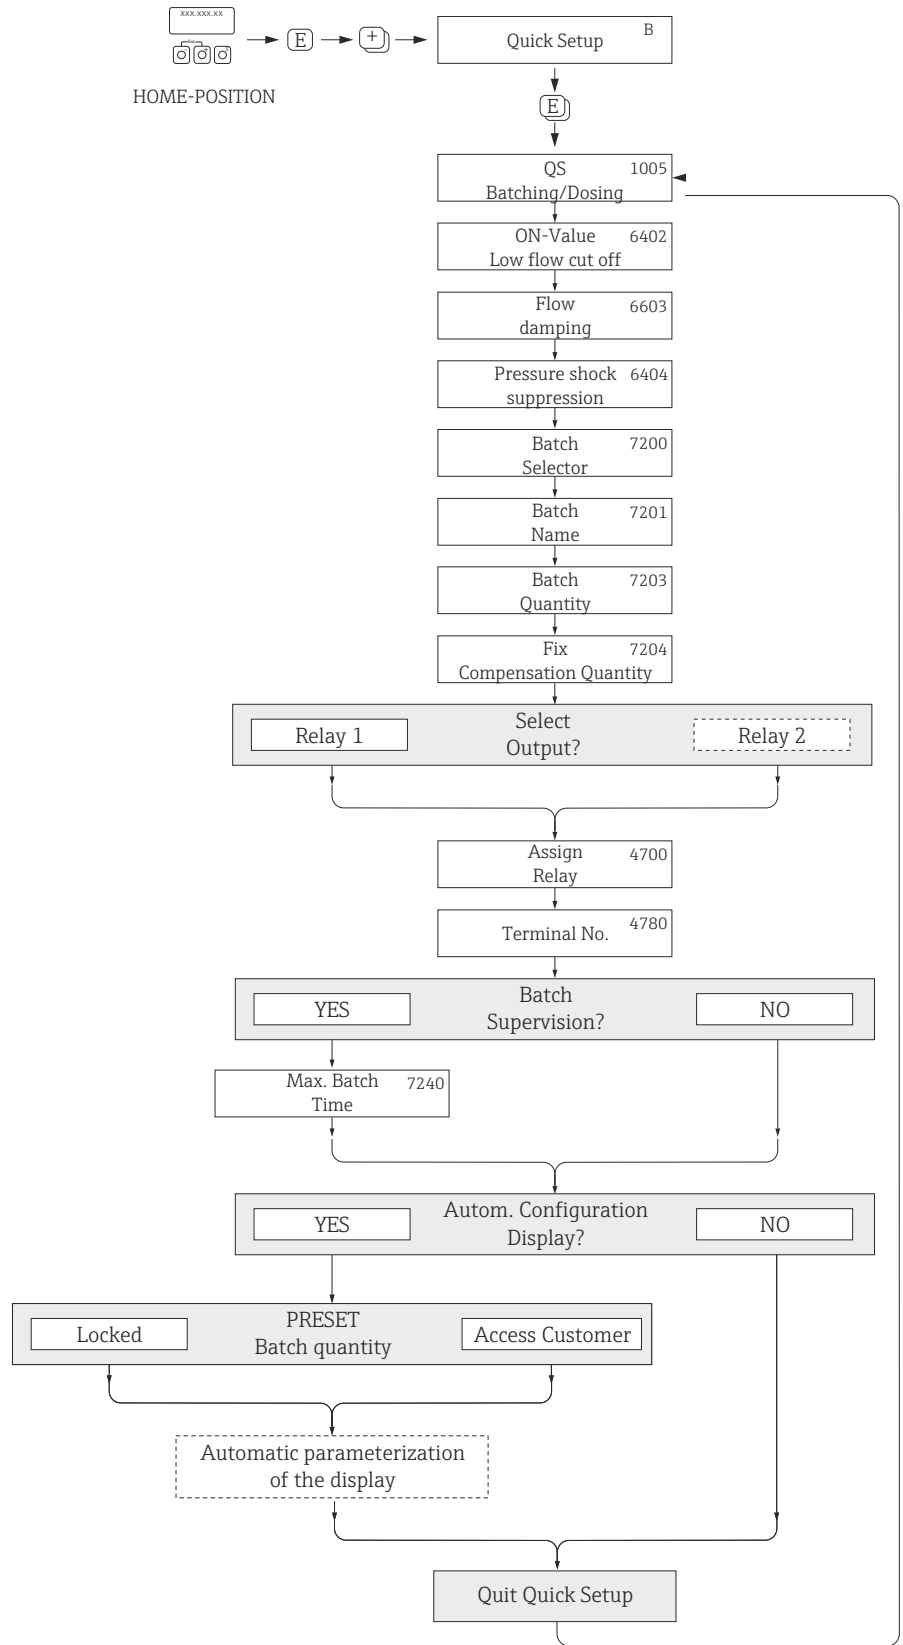 xxx.xxx.xx
Esc
E
+
B
Quick Setup
HOME-POSITION
E
QS 1005
Batching/Dosing
ON-Value 6402
Low flow cut off
Flow 6603
damping
Pressure shock 6404
suppression
Batch 7200
Selector
Batch 7201
Name
Batch 7203
Quantity
Fix 7204
Compensation Quantity
Relay 1
Select
Output?
Relay 2
Assign 4700
Relay
Terminal No. 4780
YES
Batch
Supervision?
NO
Max. Batch 7240
Time
YES
Autom. Configuration
Display?
NO
Locked
PRESET
Batch quantity
Access Customer
Automatic parameterization
of the display
Quit Quick Setup